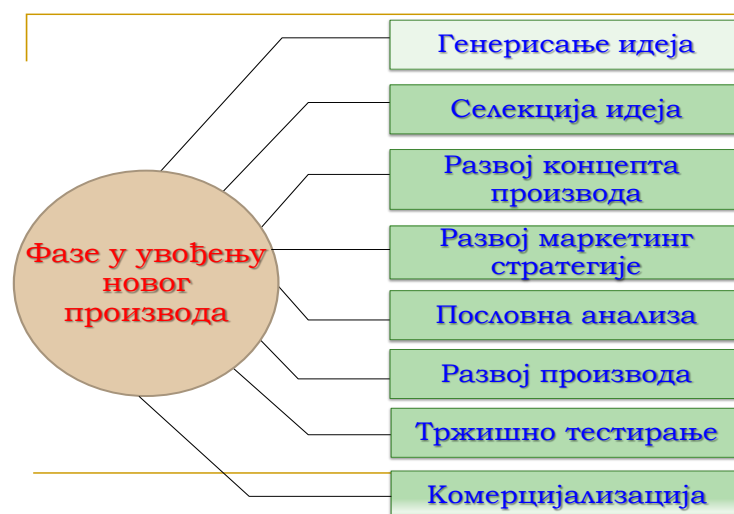 Генерисање идеја
Селекција идеја
Развој концепта
производа
Развој маркетинг
стратегије
Фазе у увођењу
новог
производа
Пословна анализа
Развој производа
Тржишно тестирање
Комерцијализација